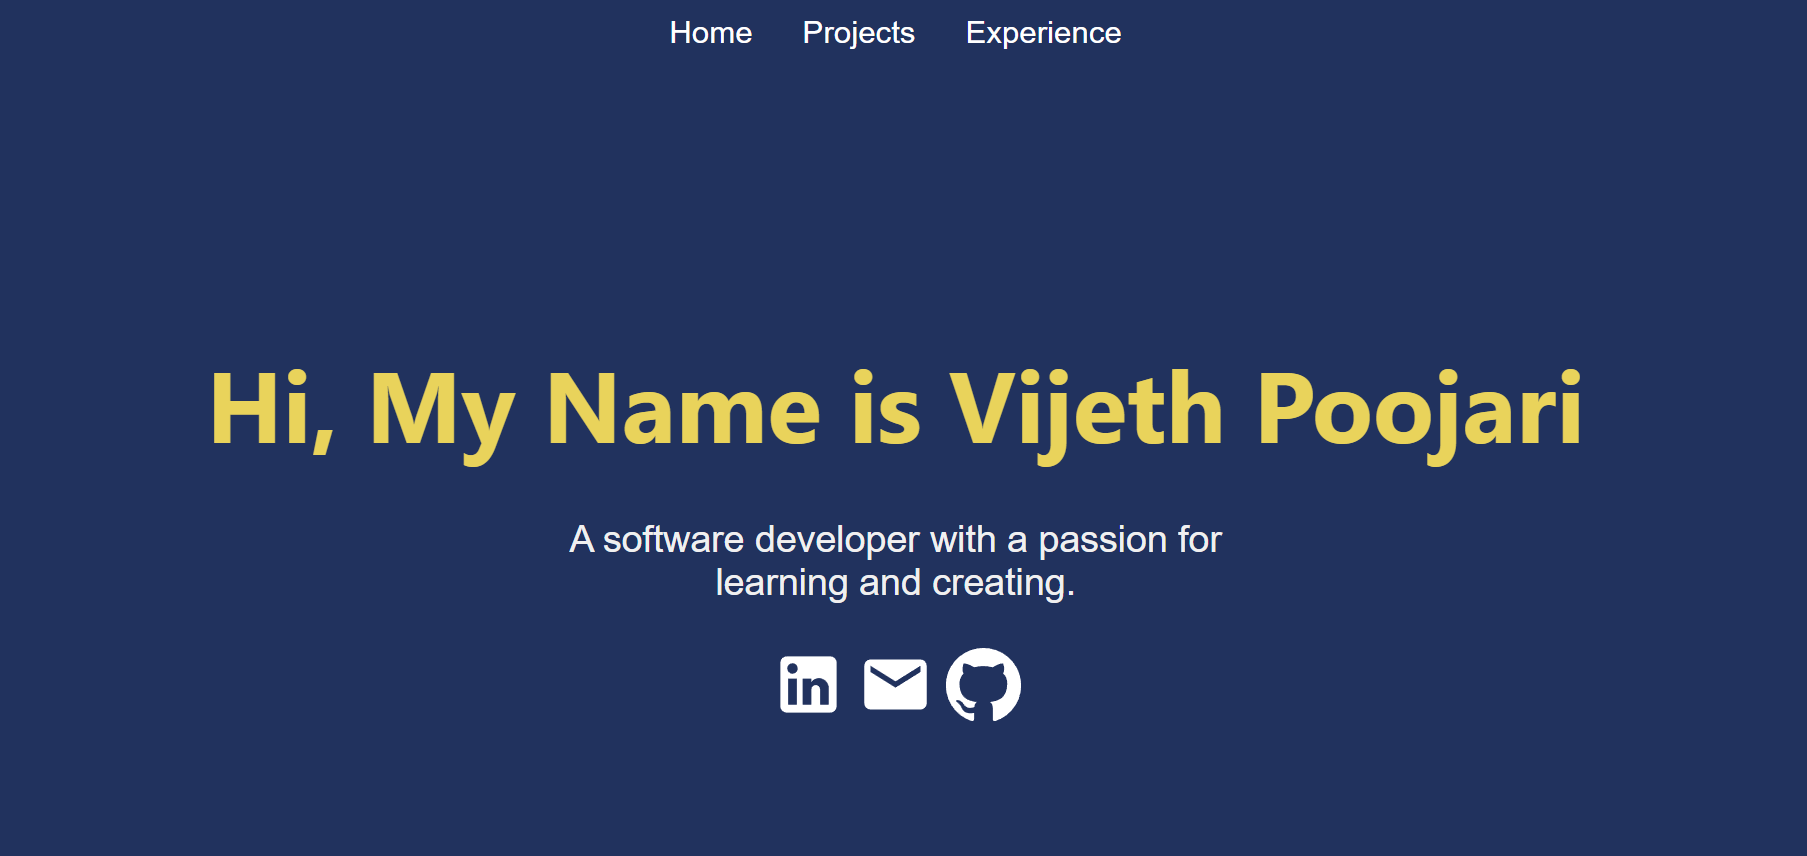 Home Projects Experience
Hi, My Name is Vijeth Poojari
A software developer with a passion for
learning and creating.
in